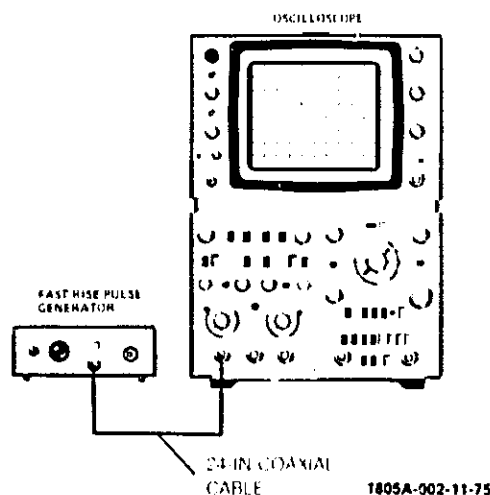 OSCILLOSCOPE
FAST RISE PULSE
GENERATOR
24-IN COAXIAL
CABLE
1805A-002-11-75